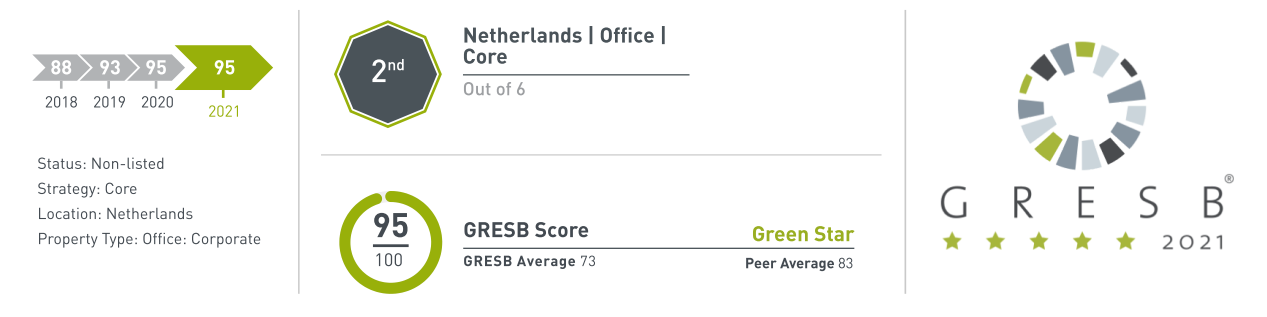 88 93 95 95
2018 2019 2020
2021
Status: Non-listed
Strategy: Core
Location: Netherlands
Property Type: Office: Corporate
2nd
Netherlands | Office |
Core
Out of 6
95
100
GRESB Score
Green Star
GRESB Average 73
Peer Average 83
GRESB®
2021